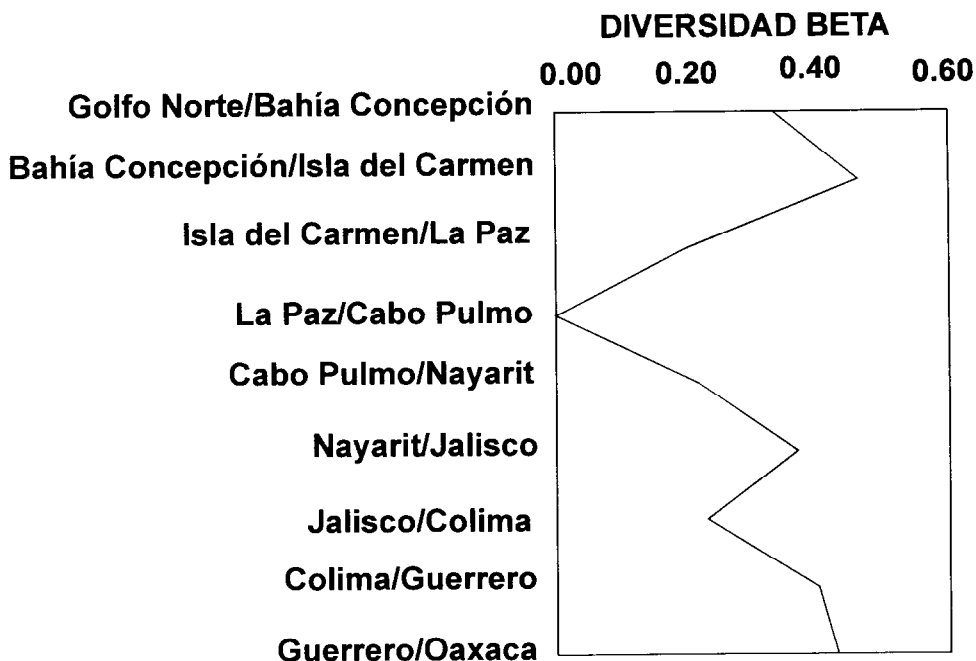 DIVERSIDAD BETA
0.00 0.20 0.40 0.60
Golfo Norte/Bahía Concepción
Bahía Concepción/Isla del Carmen
Isla del Carmen/La Paz
La Paz/Cabo Pulmo
Cabo Pulmo/Nayarit
Nayarit/Jalisco
Jalisco/Colima
Colima/Guerrero
Guerrero/Oaxaca